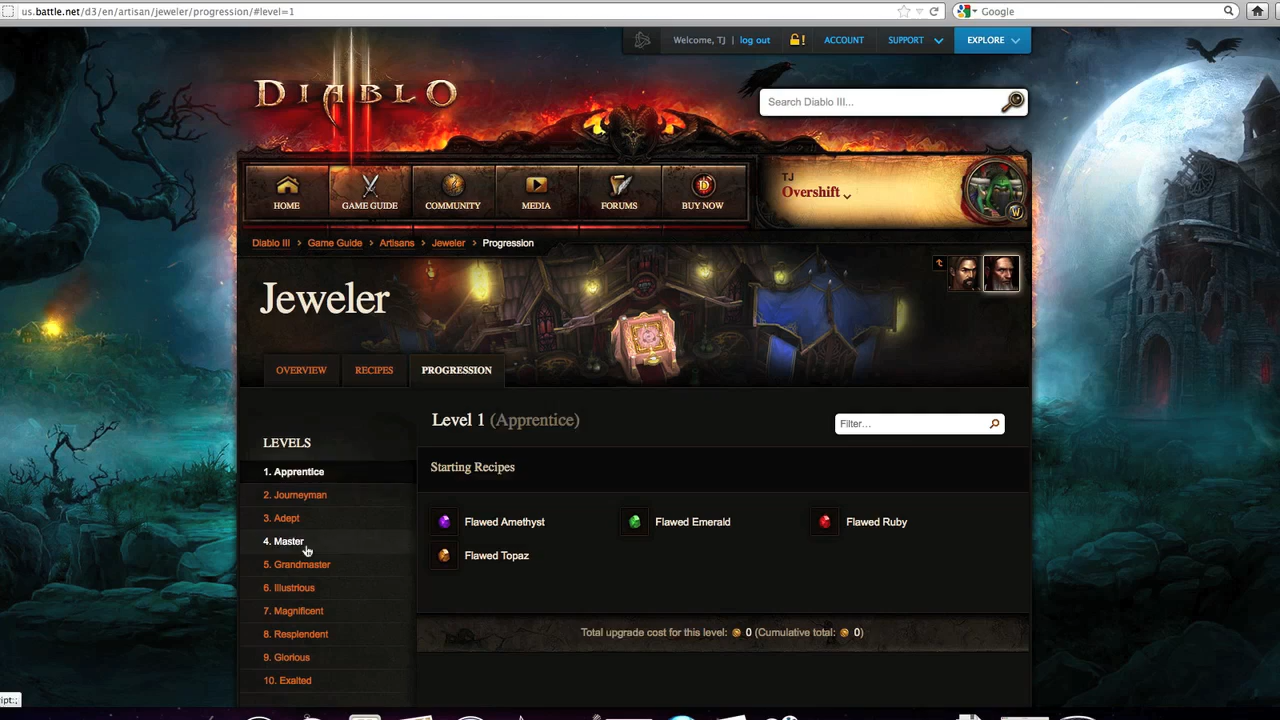 us.battle.net/d3/en/artisan/jeweler/progression/#level=1
Google
Welcome, TJ | log out
ACCOUNT
SUPPORT
EXPLORE
DIABLO
Search Diablo III...
HOME
GAME GUIDE
COMMUNITY
MEDIA
FORUMS
BUY NOW
TJ
Overshift
W
Diablo III > Game Guide > Artisans > Jeweler > Progression
Jeweler
OVERVIEW
RECIPES
PROGRESSION
LEVELS
1. Apprentice
2. Journeyman
3. Adept
4. Master
5. Grandmaster
6. Illustrious
7. Magnificent
8. Resplendent
9. Glorious
10. Exalted
Level 1 (Apprentice)
Filter...
Starting Recipes
Flawed Amethyst
Flawed Emerald
Flawed Ruby
Flawed Topaz
Total upgrade cost for this level: 0 (Cumulative total: 0)
ipt:;